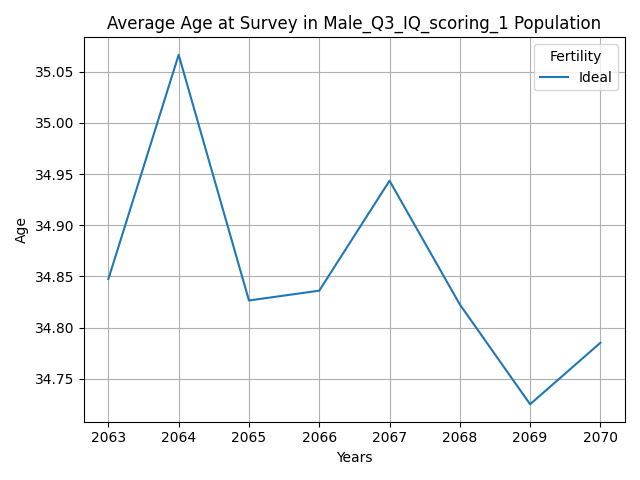 Average Age at Survey in Male_Q3_IQ_scoring_1 Population
Fertility
Ideal
35.05
35.00
34.95
34.90
34.85
34.80
34.75
Age
2063 2064 2065 2066 2067 2068 2069 2070
Years